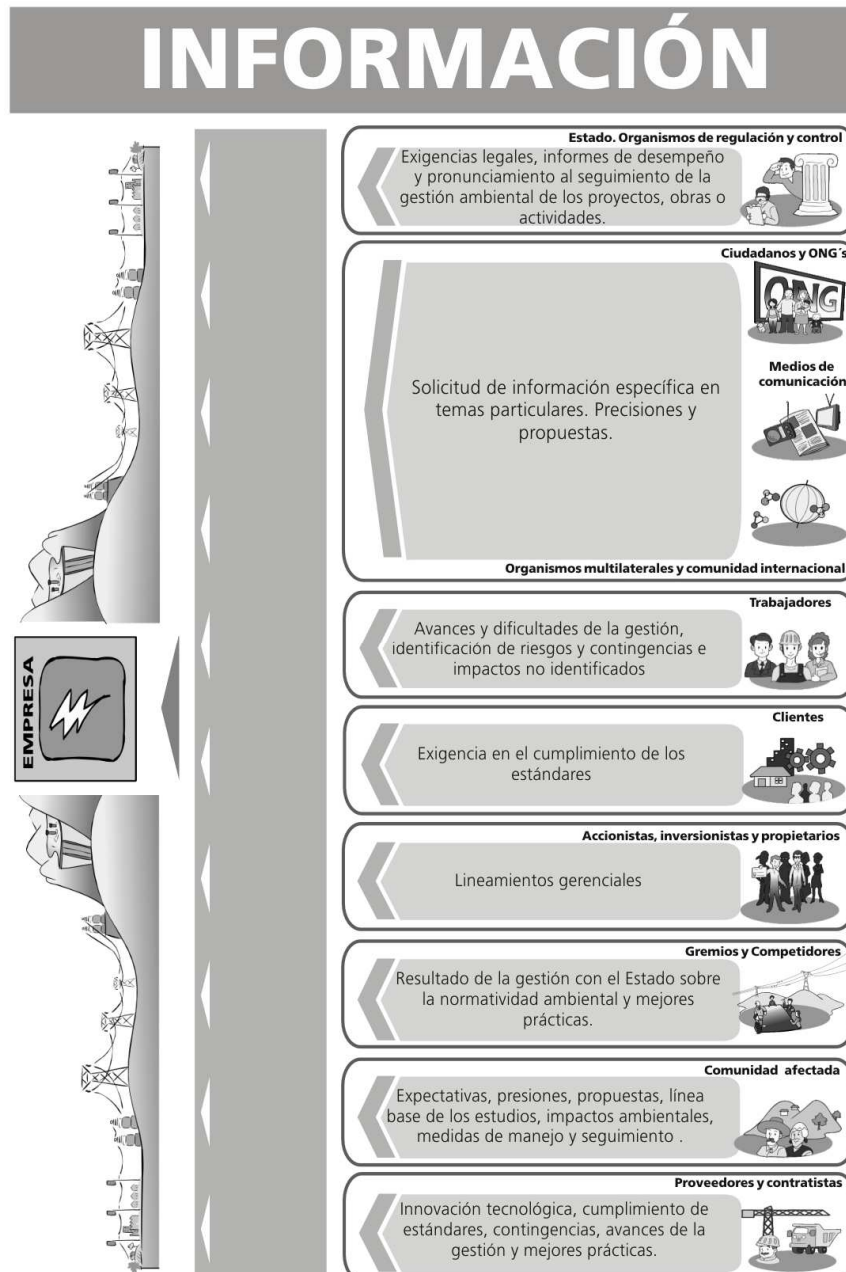 INFORMACIÓN
Estado. Organismos de regulación y control
Exigencias legales, informes de desempeño
y pronunciamiento al seguimiento de la
gestión ambiental de los proyectos, obras o
actividades.
Ciudadanos y ONG´s
ONG
Medios de
comunicación
Solicitud de información específica en
temas particulares. Precisiones y
propuestas.
Organismos multilaterales y comunidad internacional
Trabajadores
Avances y dificultades de la gestión,
identificación de riesgos y contingencias e
impactos no identificados
EMPRESA
Clientes
Exigencia en el cumplimiento de los
estándares
Accionistas, inversionistas y propietarios
Lineamientos gerenciales
Gremios y Competidores
Resultado de la gestión con el Estado sobre
la normatividad ambiental y mejores
prácticas.
Comunidad afectada
Expectativas, presiones, propuestas, línea
base de los estudios, impactos ambientales,
medidas de manejo y seguimiento .
Proveedores y contratistas
Innovación tecnológica, cumplimiento de
estándares, contingencias, avances de la
gestión y mejores prácticas.